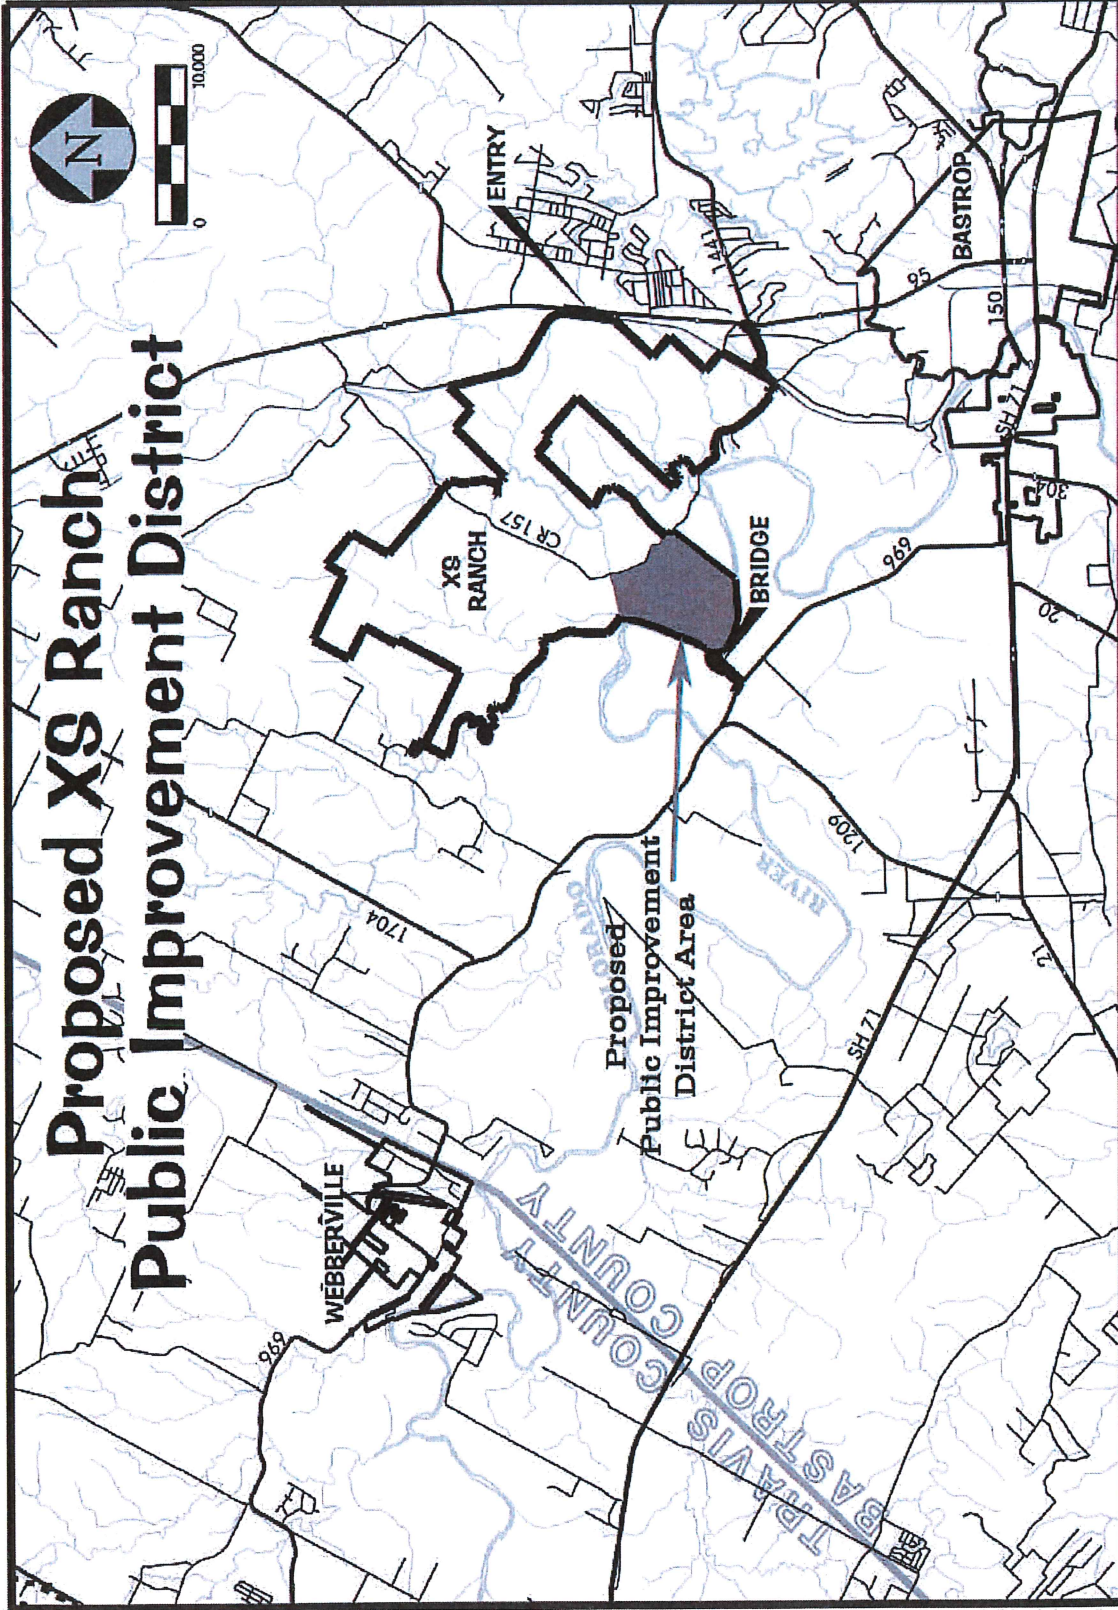 Proposed XS Ranch
Public Improvement District
N
0
10,000
WEBBERVILLE
969
1704
XS
RANCH
CR 157
ENTRY
1441
95
BASTROP
150
SH 71
304
969
20
BRIDGE
Proposed
Public Improvement
District Area
COLORADO
RIVER
1209
21
SH 71
TRAVIS COUNTY
BASTROP COUNTY